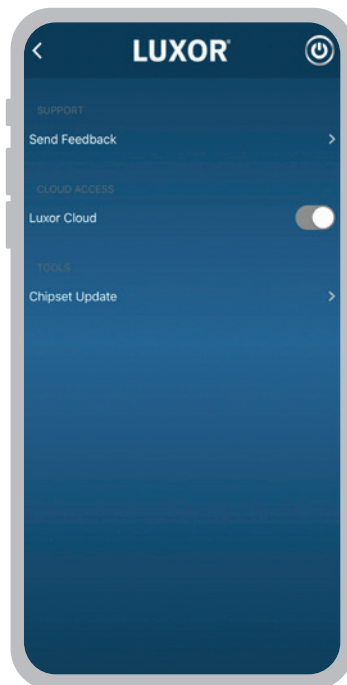 LUXOR®
SUPPORT
Send Feedback
CLOUD ACCESS
Luxor Cloud
TOOLS
Chipset Update